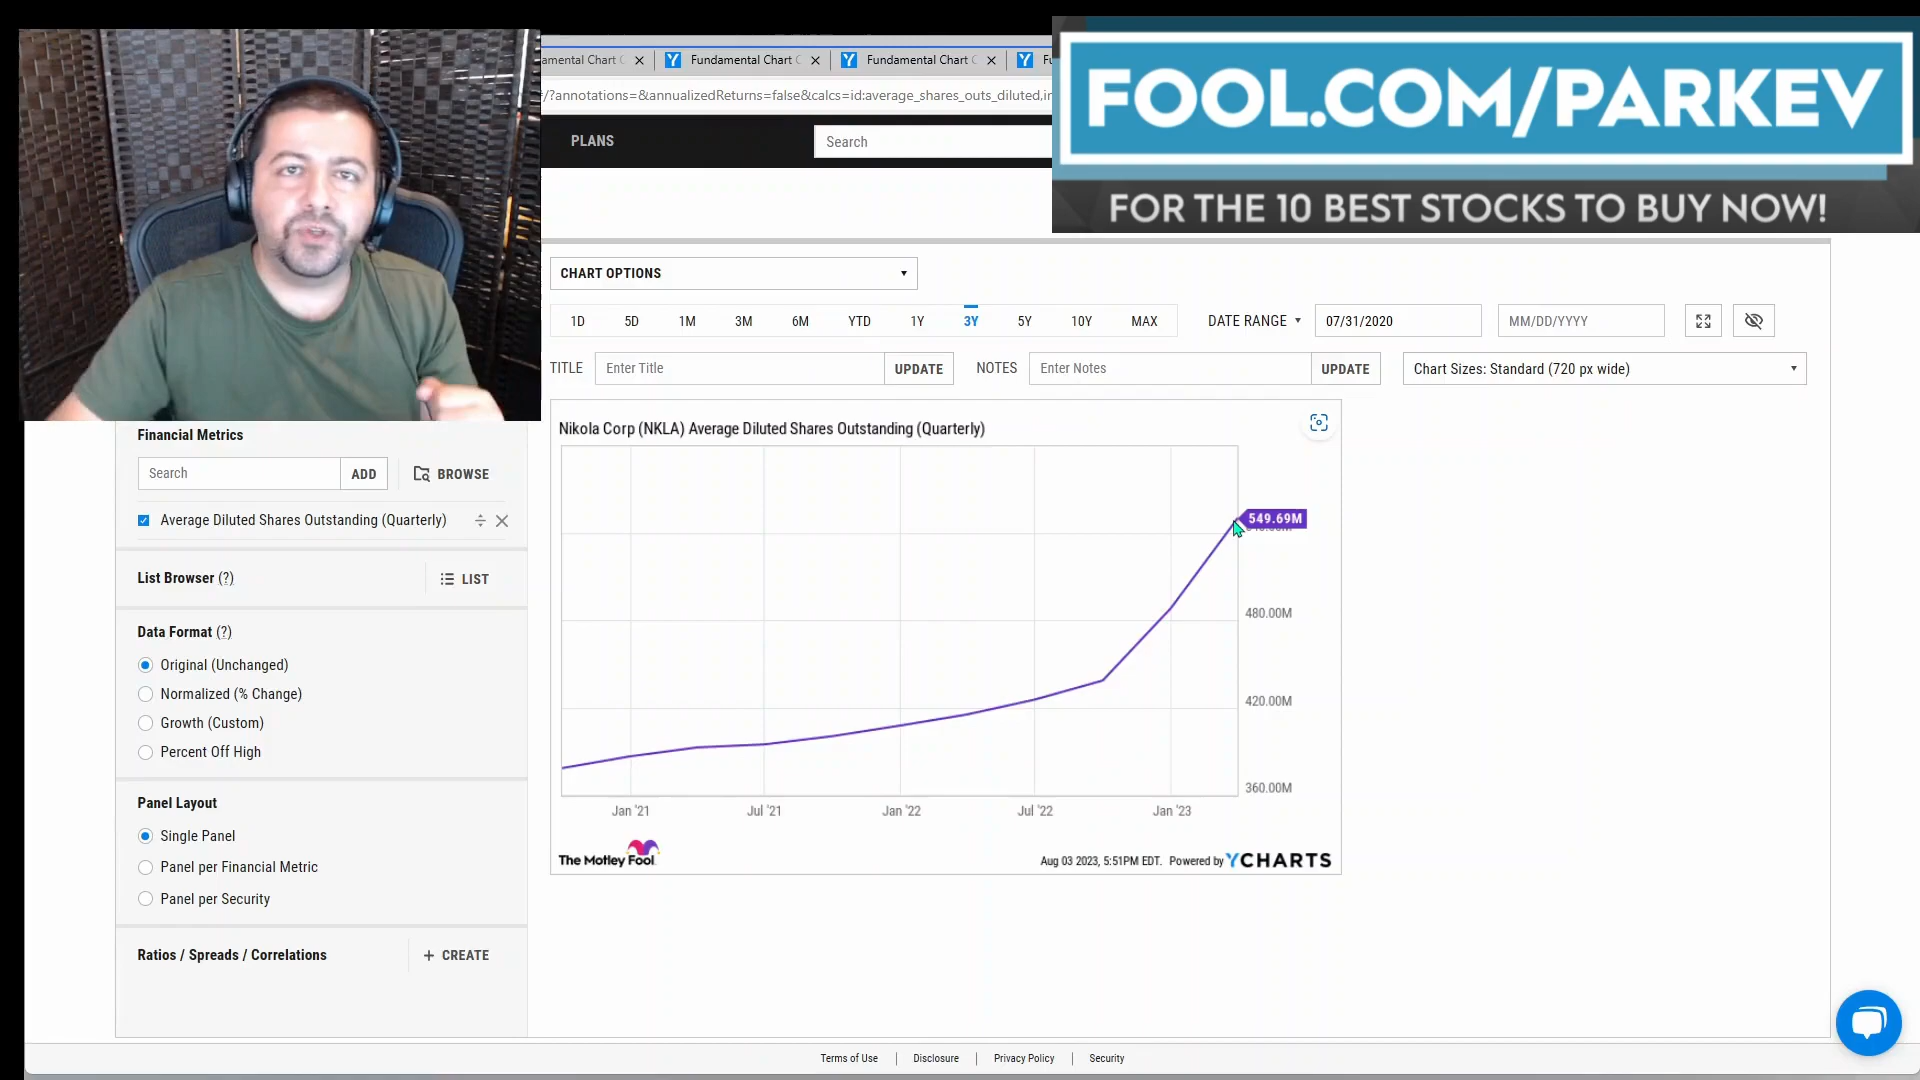 amental Chart C
Fundamental Chart C
Fundamental Chart C
Fu
/?annotations=&annualizedReturns=false&calcs=id:average_shares_outs_diluted,in
FOOL.COM/PARKEV
FOR THE 10 BEST STOCKS TO BUY NOW!
PLANS
Search
CHART OPTIONS
1D 5D 1M 3M 6M YTD 1Y 3Y 5Y 10Y MAX
DATE RANGE
07/31/2020
MM/DD/YYYY
TITLE
Enter Title
UPDATE
NOTES
Enter Notes
UPDATE
Chart Sizes: Standard (720 px wide)
Financial Metrics
Search
ADD
BROWSE
Average Diluted Shares Outstanding (Quarterly)
List Browser (?)
LIST
Data Format (?)
Original (Unchanged)
Normalized (% Change)
Growth (Custom)
Percent Off High
Panel Layout
Single Panel
Panel per Financial Metric
Panel per Security
Ratios / Spreads / Correlations
CREATE
Nikola Corp (NKLA) Average Diluted Shares Outstanding (Quarterly)
549.69M
480.00M
420.00M
360.00M
Jan '21 Jul '21 Jan '22 Jul '22 Jan '23
The Motley Fool
Aug 03 2023, 5:51PM EDT. Powered by YCHARTS
Terms of Use
Disclosure
Privacy Policy
Security